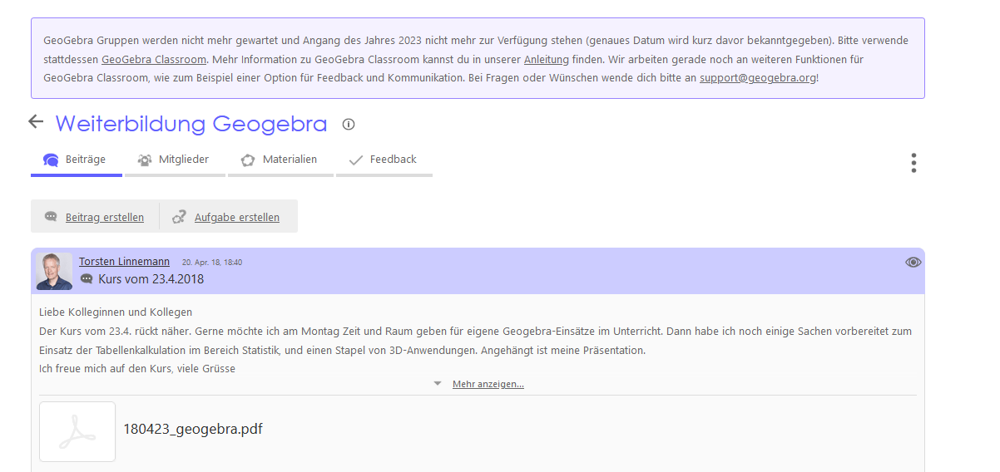 GeoGebra Gruppen werden nicht mehr gewartet und Angang des Jahres 2023 nicht mehr zur Verfügung stehen (genaues Datum wird kurz davor bekanntgegeben). Bitte verwende
stattdessen GeoGebra Classroom. Mehr Information zu GeoGebra Classroom kannst du in unserer Anleitung finden. Wir arbeiten gerade noch an weiteren Funktionen für
GeoGebra Classroom, wie zum Beispiel einer Option für Feedback und Kommunikation. Bei Fragen oder Wünschen wende dich bitte an support@geogebra.org!
Weiterbildung Geogebra
Beiträge Mitglieder Materialien Feedback
Beitrag erstellen Aufgabe erstellen
Torsten Linnemann 20. Apr. 18, 18:40
Kurs vom 23.4.2018
Liebe Kolleginnen und Kollegen
Der Kurs vom 23.4. rückt näher. Gerne möchte ich am Montag Zeit und Raum geben für eigene Geogebra-Einsätze im Unterricht. Dann habe ich noch einige Sachen vorbereitet zum
Einsatz der Tabellenkalkulation im Bereich Statistik, und einen Stapel von 3D-Anwendungen. Angehängt ist meine Präsentation.
Ich freue mich auf den Kurs, viele Grüsse
Mehr anzeigen...
180423_geogebra.pdf